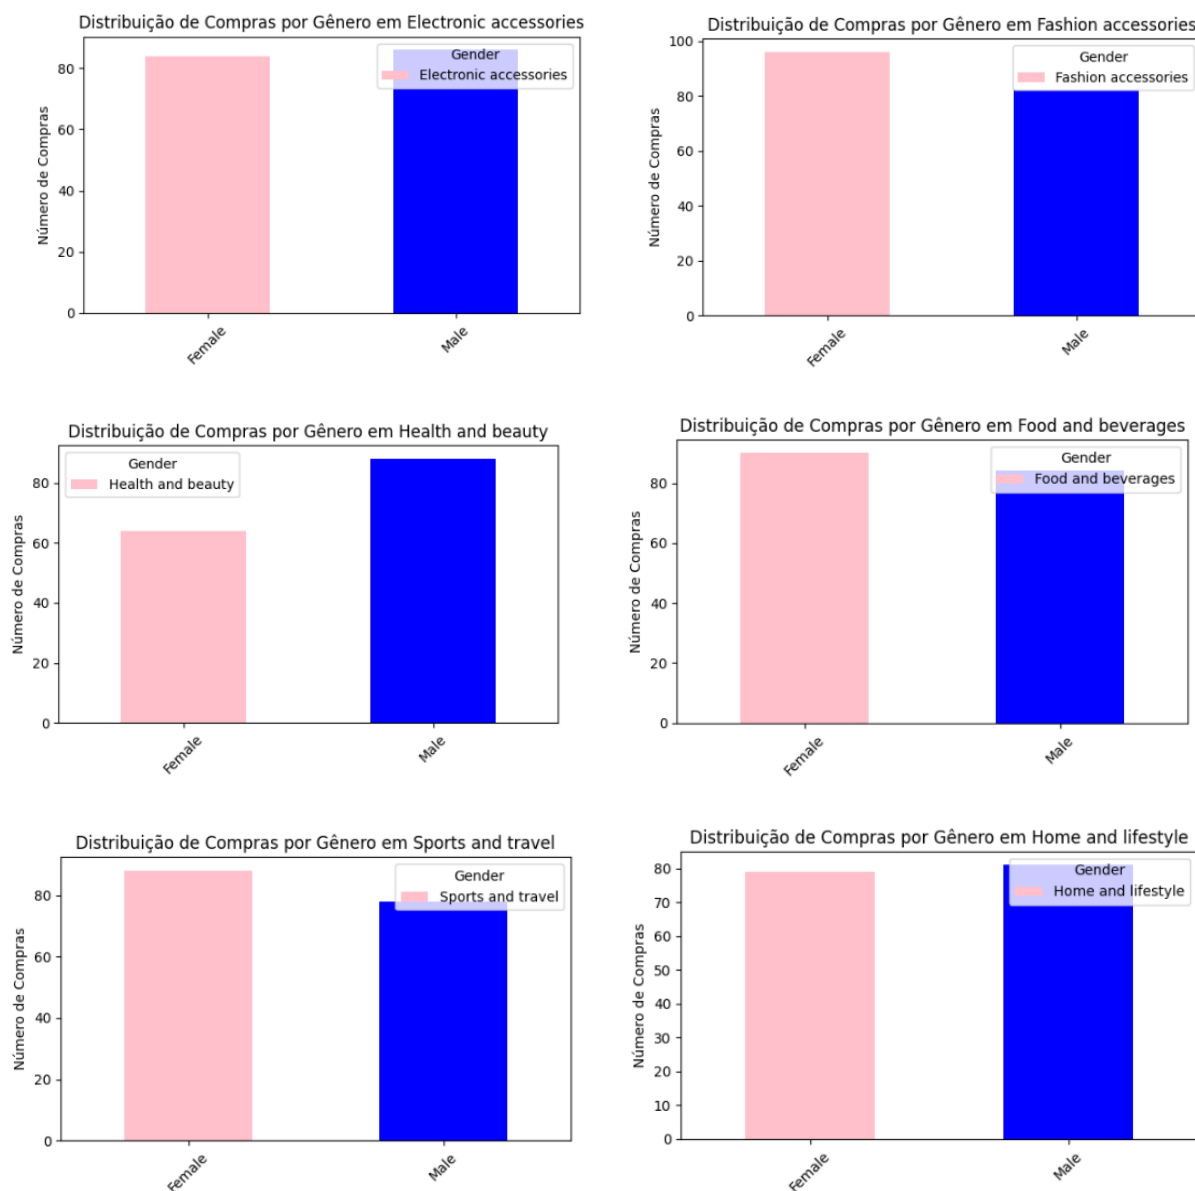 Distribuição de Compras por Gênero em Electronic accessories
Gender
Electronic accessories
Número de Compras
80
60
40
20
0
Female
Male
Distribuição de Compras por Gênero em Fashion accessories
Gender
Fashion accessories
Número de Compras
100
80
60
40
20
0
Female
Male
Distribuição de Compras por Gênero em Health and beauty
Gender
Health and beauty
Número de Compras
80
60
40
20
0
Female
Male
Distribuição de Compras por Gênero em Food and beverages
Gender
Food and beverages
Número de Compras
80
60
40
20
0
Female
Male
Distribuição de Compras por Gênero em Sports and travel
Gender
Sports and travel
Número de Compras
80
60
40
20
0
Female
Male
Distribuição de Compras por Gênero em Home and lifestyle
Gender
Home and lifestyle
Número de Compras
80
70
60
50
40
30
20
10
0
Female
Male